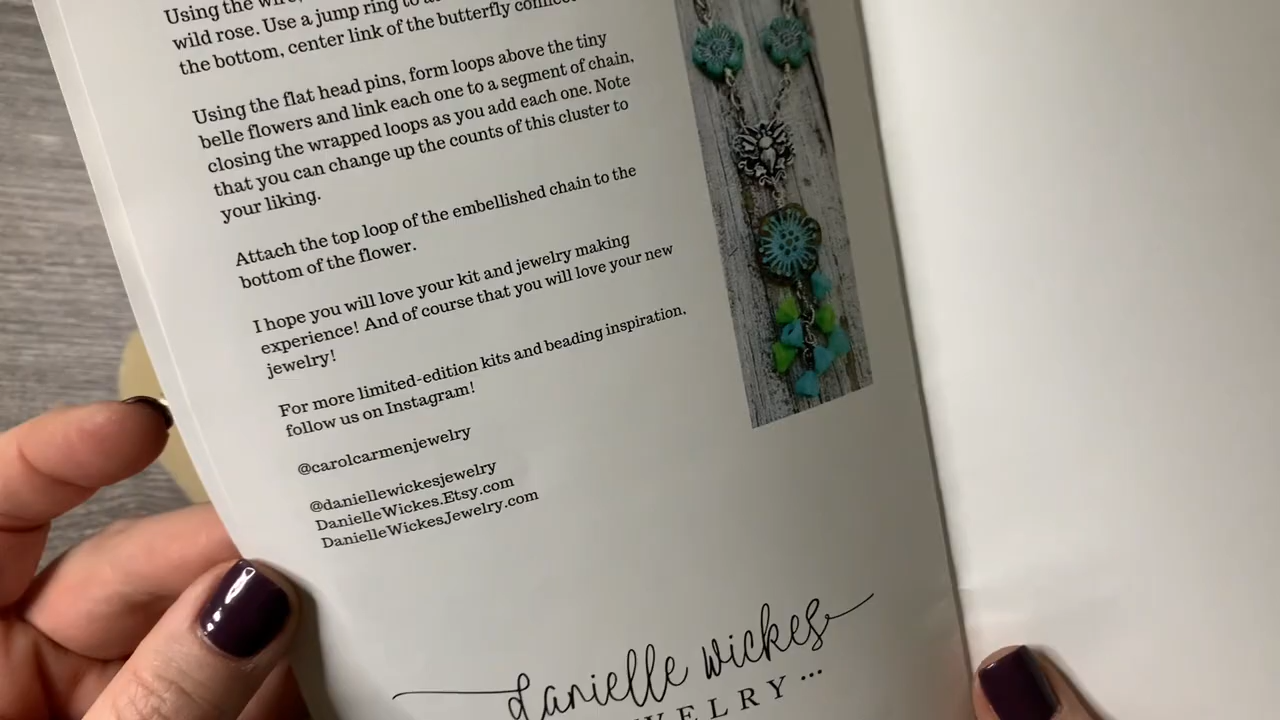 Using the wire,
wild rose. Use a jump ring to
the bottom, center link of the butterfly
Using the flat head pins, form loops above the tiny
belle flowers and link each one to a segment of chain,
closing the wrapped loops as you add each one. Note
that you can change up the counts of this cluster to
your liking.
Attach the top loop of the embellished chain to the
bottom of the flower.
I hope you will love your kit and jewelry making
experience! And of course that you will love your new
jewelry!
For more limited-edition kits and beading inspiration,
follow us on Instagram!
@carolcarmenjewelry
@daniellewickesjewelry
DanielleWickes.Etsy.com
DanielleWickesJewelry.com
danielle wickes